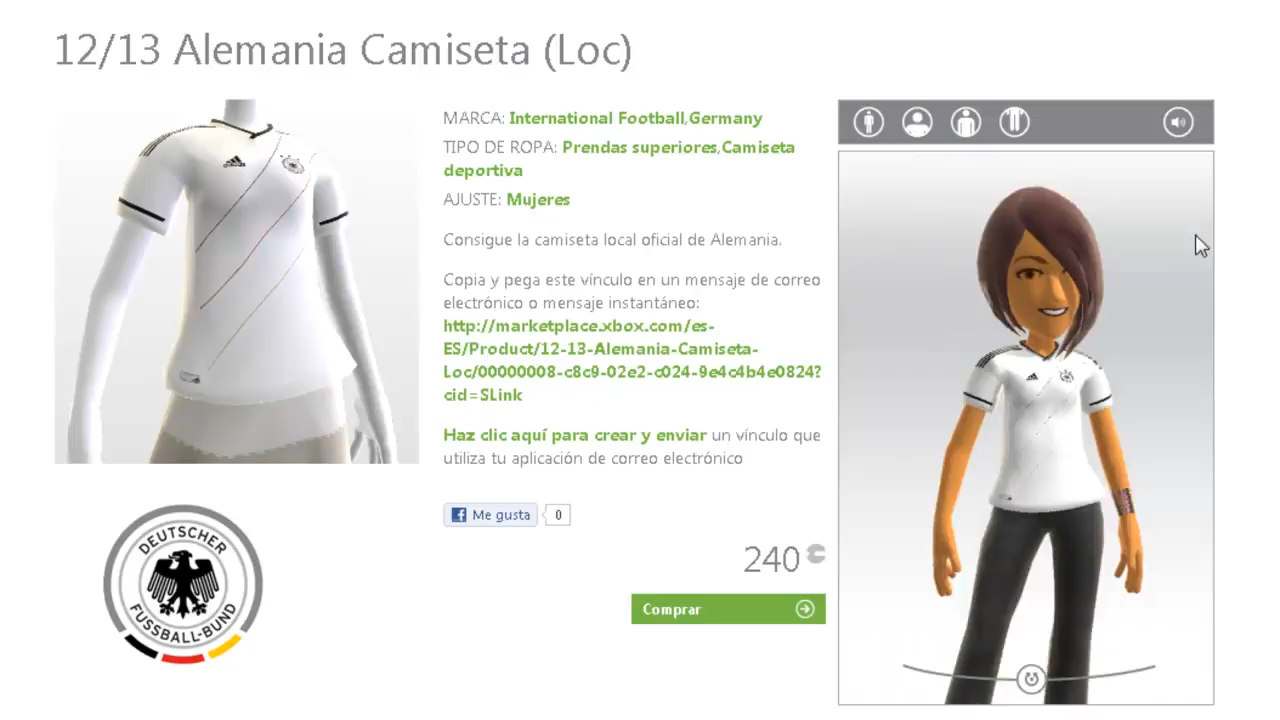 12/13 Alemania Camiseta (Loc)
MARCA: International Football,Germany
TIPO DE ROPA: Prendas superiores,Camiseta
deportiva
AJUSTE: Mujeres
Consigue la camiseta local oficial de Alemania.
Copia y pega este vínculo en un mensaje de correo
electrónico o mensaje instantáneo:
http://marketplace.xbox.com/es-
ES/Product/12-13-Alemania-Camiseta-
Loc/00000008-c8c9-02e2-c024-9e4c4b4e0824?
cid=SLink
Haz clic aquí para crear y enviar un vínculo que
utiliza tu aplicación de correo electrónico
Me gusta 0
240
Comprar
adidas
DEUTSCHER
FUSSBALL-BUND